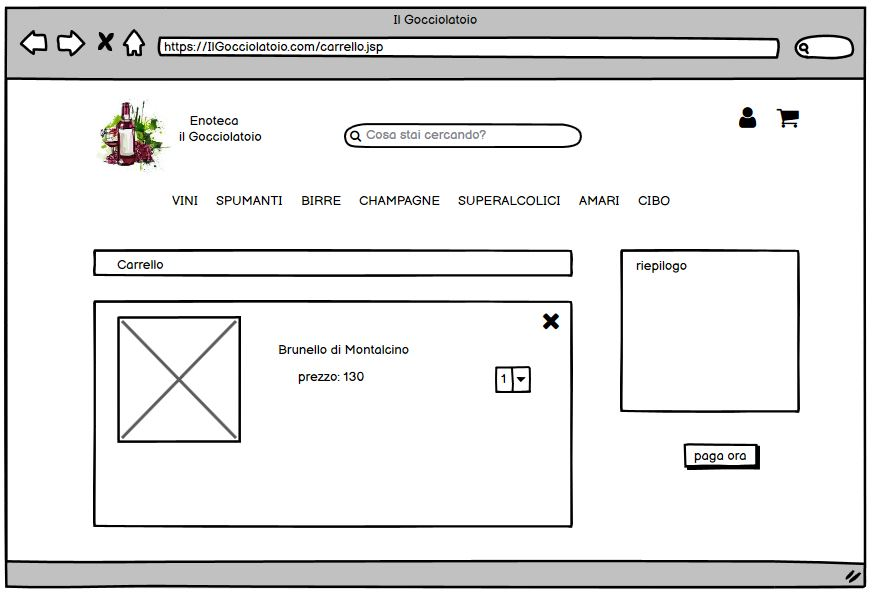 Il Gocciolatoio
https://IlGocciolatoio.com/carrello.jsp
Enoteca
il Gocciolatoio
Cosa stai cercando?
VINI SPUMANTI BIRRE CHAMPAGNE SUPERALCOLICI AMARI CIBO
Carrello
riepilogo
Brunello di Montalcino
prezzo: 130
1
paga ora